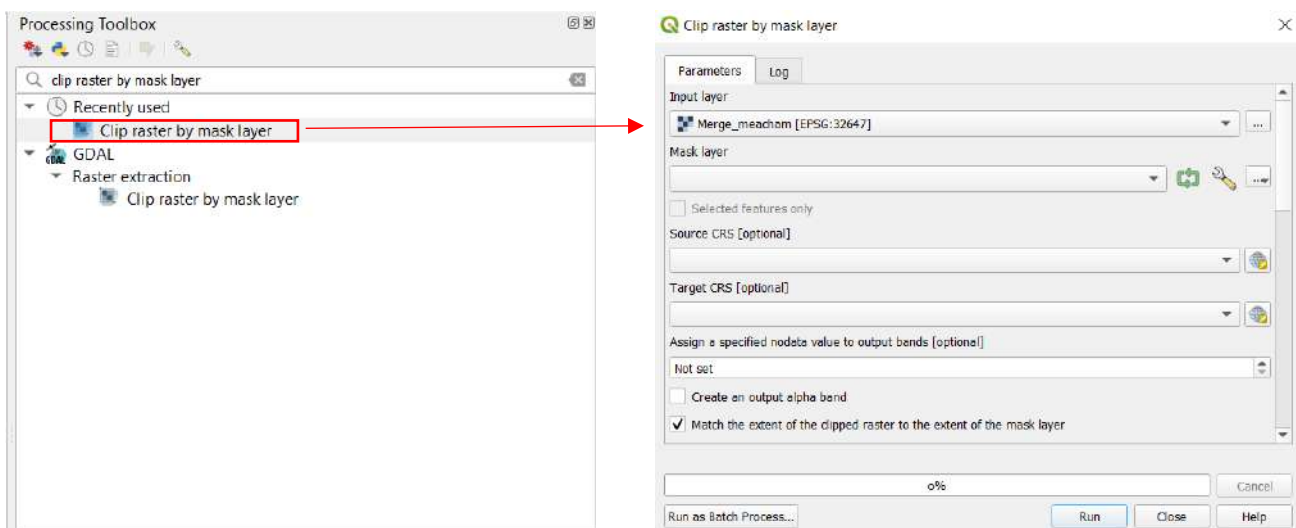 Processing Toolbox
clip raster by mask layer
Recently used
Clip raster by mask layer
GDAL
GDAL
Raster extraction
Clip raster by mask layer
Clip raster by mask layer
Parameters
Log
Input layer
Merge_meacham [EPSG:32647]
...
Mask layer
...
Selected features only
Source CRS [optional]
Target CRS [optional]
Assign a specified nodata value to output bands [optional]
Not set
Create an output alpha band
Match the extent of the clipped raster to the extent of the mask layer
0%
Cancel
Run as Batch Process...
Run
Close
Help